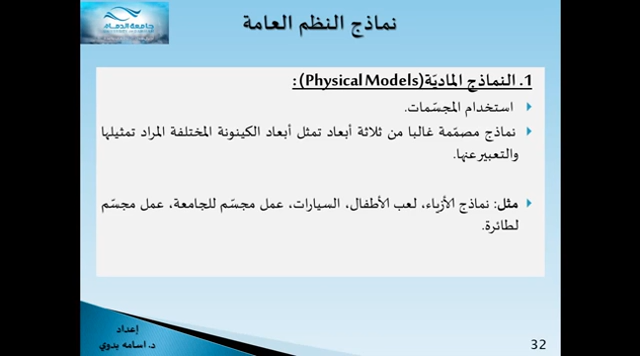 جامعة الدمام
نماذج النظم العامة
1. النماذج الماديّة(Physical Models):
استخدام المجسّمات.
نماذج مصمّمة غالبا من ثلاثة أبعاد تمثل أبعاد الكينونة المختلفة المراد تمثيلها
والتعبيرعنها.
مثل: نماذج الأزياء، لعب الأطفال، السيارات، عمل مجسّم للجامعة، عمل مجسّم
لطائرة.
إعداد
د. اسامه بدوي
32